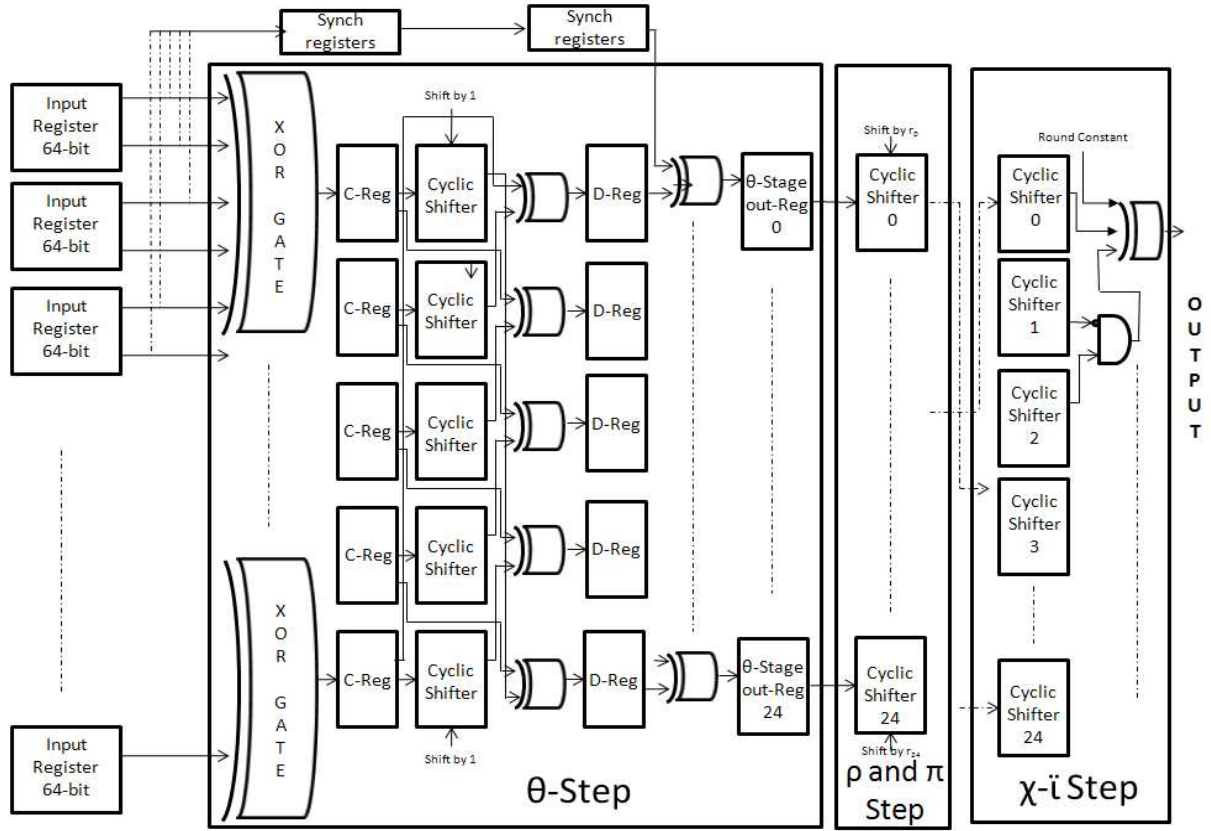 Synch
registers
Synch
registers
Input
Register
64-bit
Input
Register
64-bit
Input
Register
64-bit
Input
Register
64-bit
X
O
R
G
A
T
E
X
O
R
G
A
T
E
Shift by 1
C-Reg
Cyclic
Shifter
D-Reg
C-Reg
Cyclic
Shifter
D-Reg
C-Reg
Cyclic
Shifter
D-Reg
C-Reg
Cyclic
Shifter
D-Reg
C-Reg
Cyclic
Shifter
D-Reg
Shift by 1
θ-Stage
out-Reg
0
θ-Stage
out-Reg
24
θ-Step
Shift by r₀
Cyclic
Shifter
0
Cyclic
Shifter
24
Shift by r₂₄
ρ and π
Step
Round Constant
Cyclic
Shifter
0
Cyclic
Shifter
1
Cyclic
Shifter
2
Cyclic
Shifter
3
Cyclic
Shifter
24
χ-ϊ Step
O
U
T
P
U
T